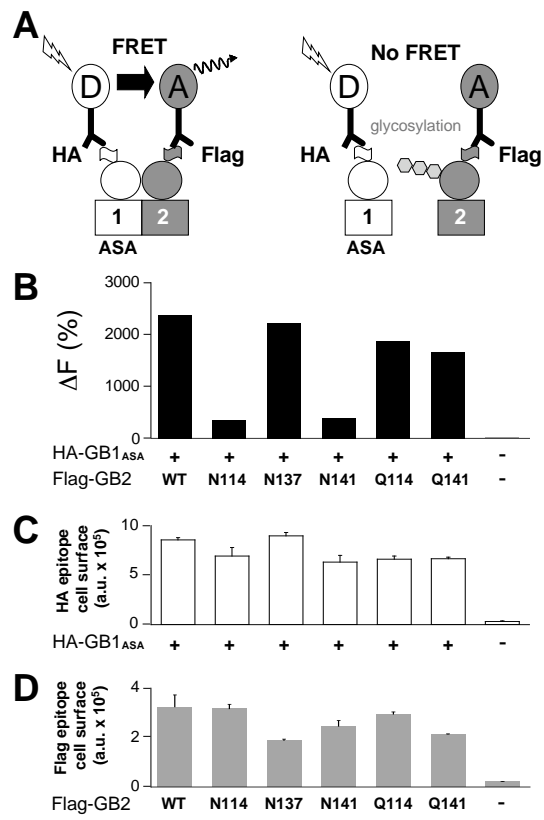 A
FRET
No FRET
D
A
D
A
glycosylation
HA
Flag
HA
Flag
1
2
1
2
ASA
ASA
B
ΔF (%)
3000
2000
1000
0
HA-GB1ASA + + + + + + -
Flag-GB2 WT N114 N137 N141 Q114 Q141 -
C
HA epitope
cell surface
(a.u. x 10⁵)
10
5
0
HA-GB1ASA + + + + + + -
D
Flag epitope
cell surface
(a.u. x 10⁵)
4
2
0
Flag-GB2 WT N114 N137 N141 Q114 Q141 -